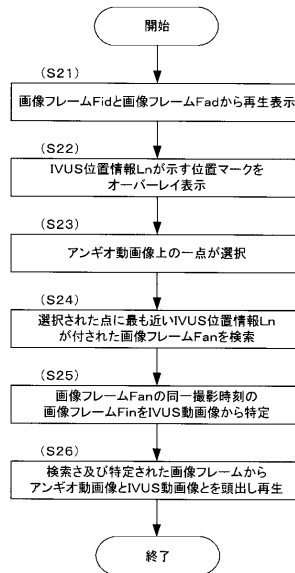 開始
(S21)
画像フレームFidと画像フレームFadから再生表示
(S22)
IVUS位置情報Lnが示す位置マークを
オーバーレイ表示
(S23)
アンギオ動画像上の一点が選択
(S24)
選択された点に最も近いIVUS位置情報Ln
が付された画像フレームFanを検索
(S25)
画像フレームFanの同一撮影時刻の
画像フレームFinをIVUS動画像から特定
(S26)
検索さ及び特定された画像フレームから
アンギオ動画像とIVUS動画像とを頭出し再生
終了